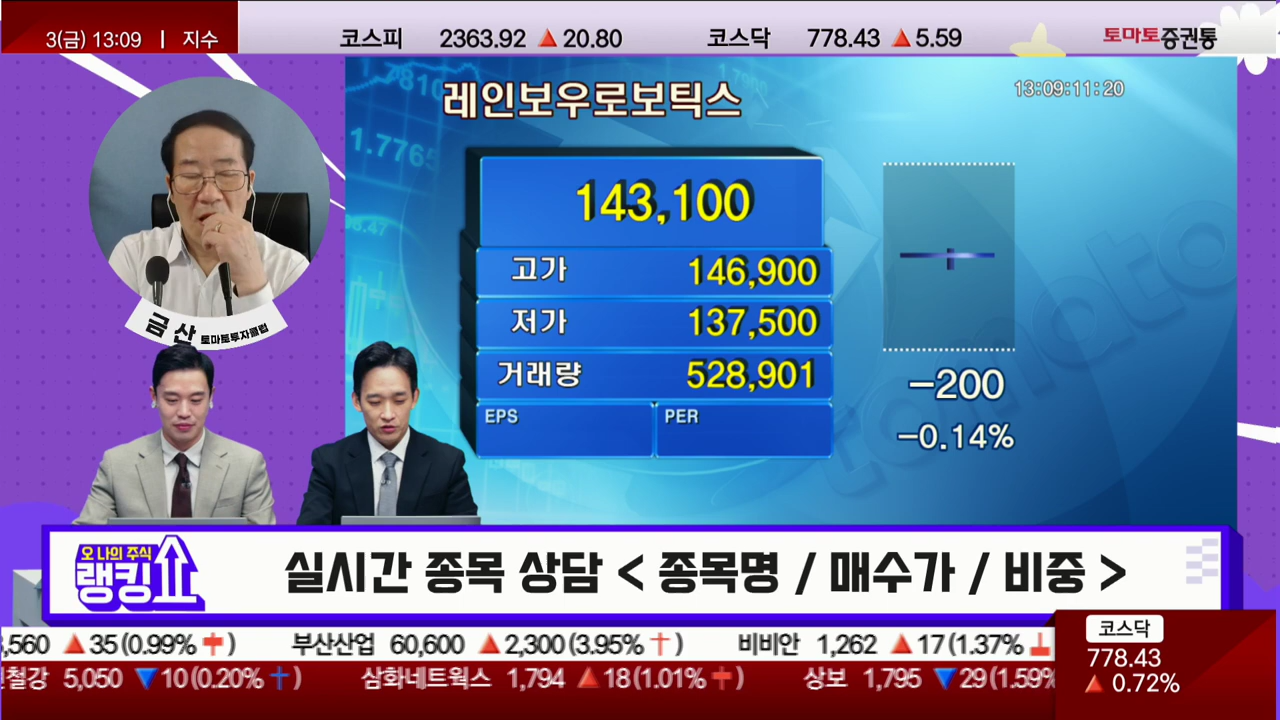 3(금) 13:09 | 지수
코스피 2363.92 ▲20.80
코스닥 778.43 ▲5.59
토마토증권통
레인보우로보틱스
13:09:11:20
143,100
고가 146,900
저가 137,500
거래량 528,901
EPS
PER
-200
-0.14%
금 산 토마토투자클럽
오 나의 주식
랭킹쇼
실시간 종목 상담 < 종목명 / 매수가 / 비중 >
,560 ▲35(0.99%) 부산산업 60,600 ▲2,300(3.95%) 비비안 1,262 ▲17(1.37%
철강 5,050 ▼10(0.20%) 삼화네트웍스 1,794 ▲18(1.01%) 상보 1,795 ▼29(1.59%
코스닥
778.43
▲ 0.72%
tomato